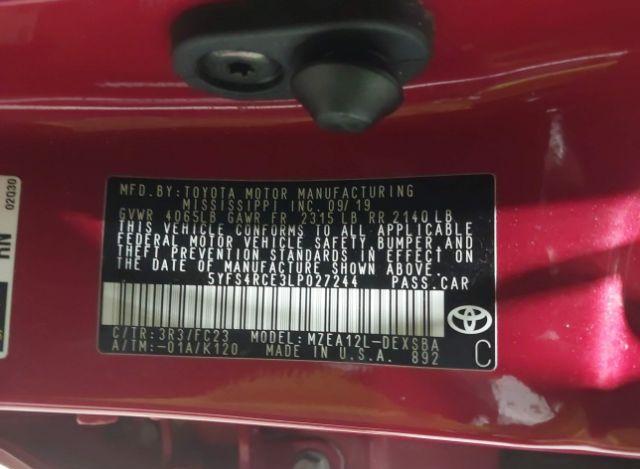 MFD. BY: TOYOTA MOTOR MANUFACTURING
MISSISSIPPI INC. 09/19
GVWR 4065LB GAWR FR 2315 LB RR 2140 LB
THIS VEHICLE CONFORMS TO ALL APPLICABLE
FEDERAL MOTOR VEHICLE SAFETY, BUMPER, AND
THEFT PREVENTION STANDARDS IN EFFECT ON
THE DATE OF MANUFACTURE SHOWN ABOVE.
5YFS4RCE3LP027244 PASS.CAR
C/TR: 3R3/FC23 MODEL: MZEA12L-DEXSBA
A/TM: -01A/K120 MADE IN U.S.A. 892
C
02Q30
RN